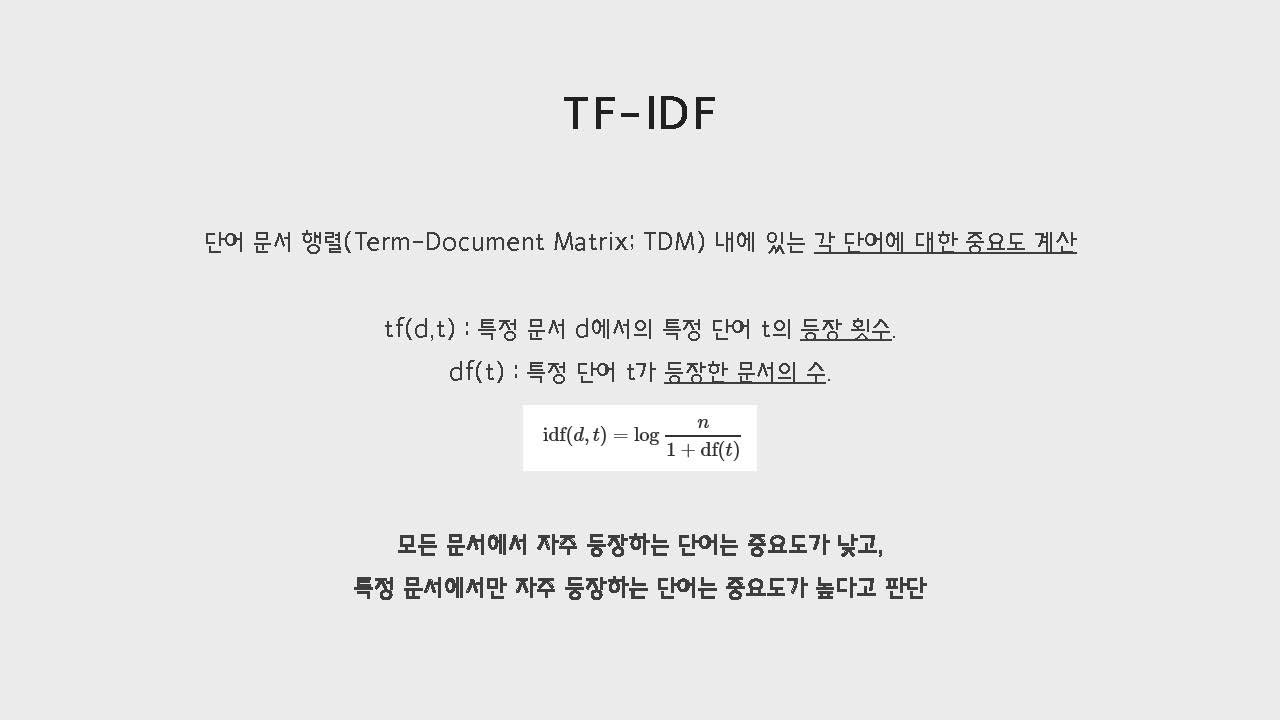 TF-IDF
단어 문서 행렬(Term-Document Matrix; TDM) 내에 있는 각 단어에 대한 중요도 계산
tf(d,t) : 특정 문서 d에서의 특정 단어 t의 등장 횟수.
df(t) : 특정 단어 t가 등장한 문서의 수.
idf(d, t) = log n / 1 + df(t)
모든 문서에서 자주 등장하는 단어는 중요도가 낮고,
특정 문서에서만 자주 등장하는 단어는 중요도가 높다고 판단